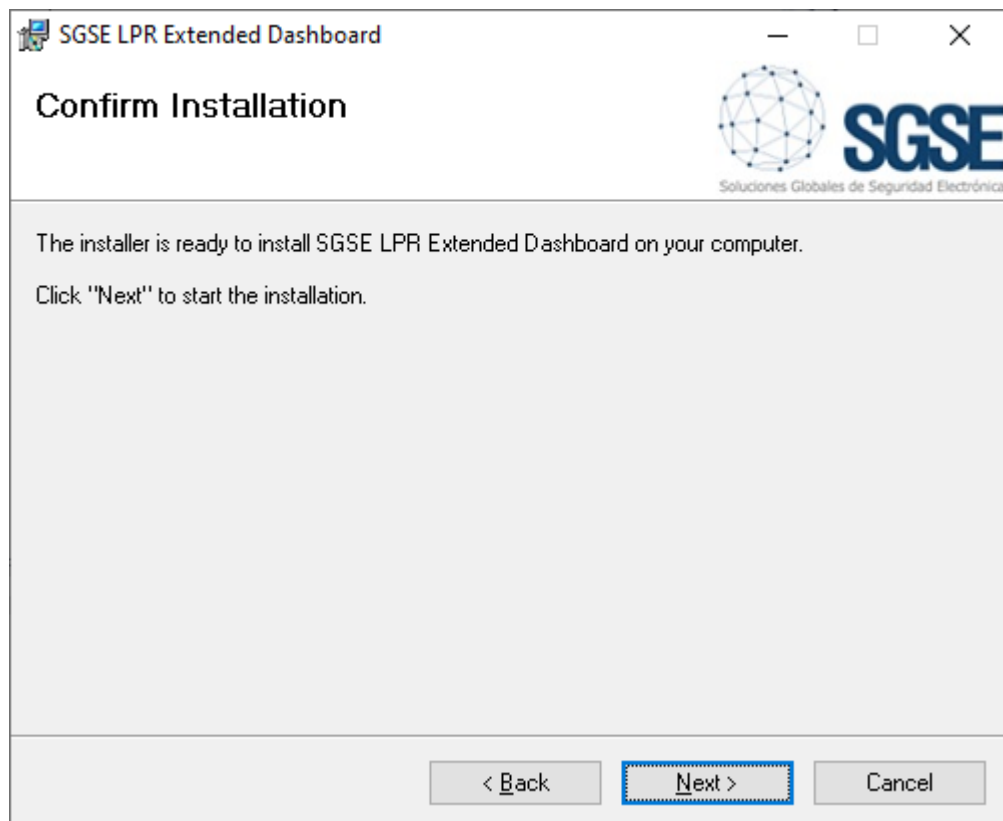 SGSE LPR Extended Dashboard
Confirm Installation
SGSE
Soluciones Globales de Seguridad Electrónica
The installer is ready to install SGSE LPR Extended Dashboard on your computer.
Click "Next" to start the installation.
< Back
Next >
Cancel